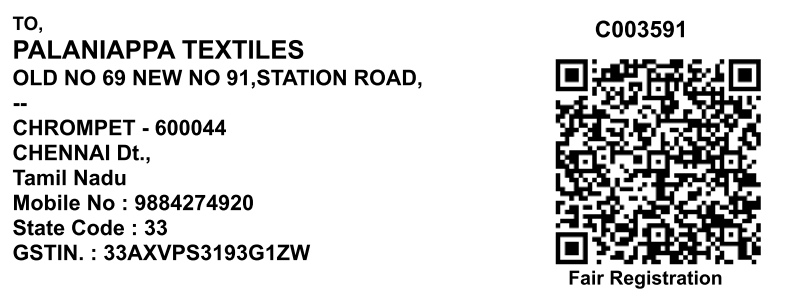 TO,
PALANIAPPA TEXTILES
OLD NO 69 NEW NO 91,STATION ROAD,
--
CHROMPET - 600044
CHENNAI Dt.,
Tamil Nadu
Mobile No : 9884274920
State Code : 33
GSTIN. : 33AXVPS3193G1ZW
C003591
Fair Registration